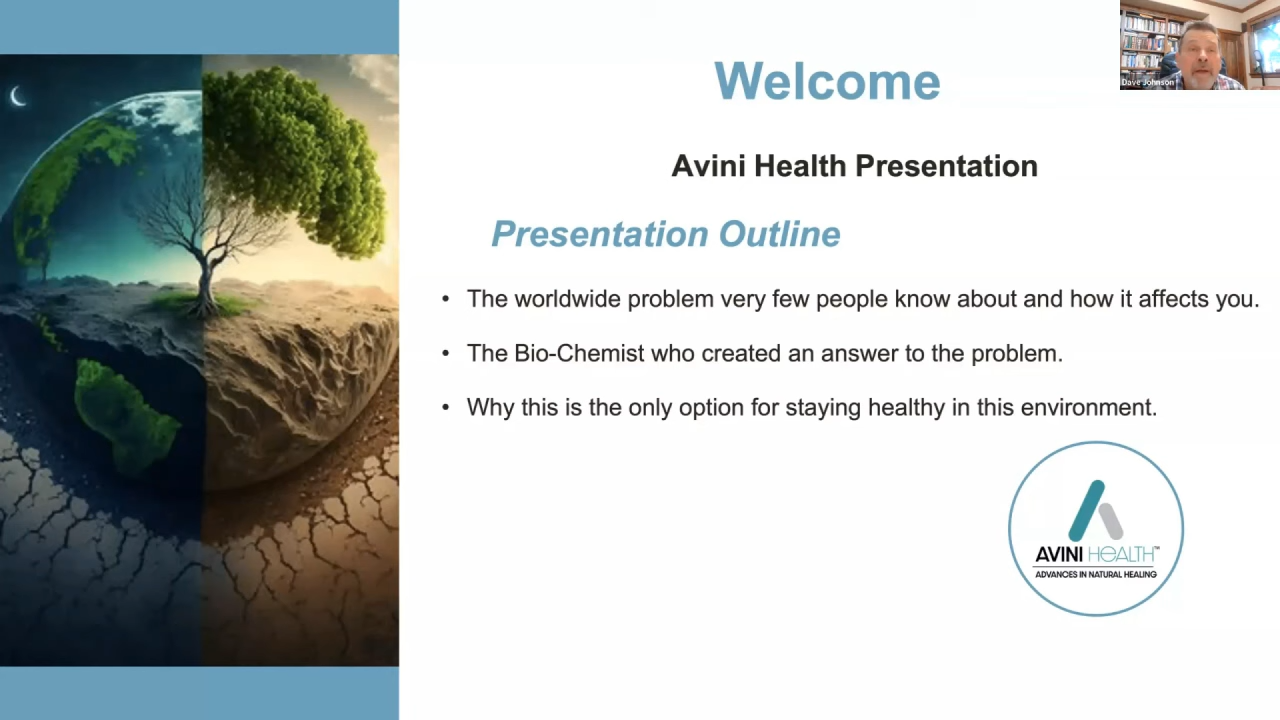 Welcome
Dave Johnson
Avini Health Presentation
Presentation Outline
• The worldwide problem very few people know about and how it affects you.
• The Bio-Chemist who created an answer to the problem.
• Why this is the only option for staying healthy in this environment.
AVINI HEALTH™
ADVANCES IN NATURAL HEALING